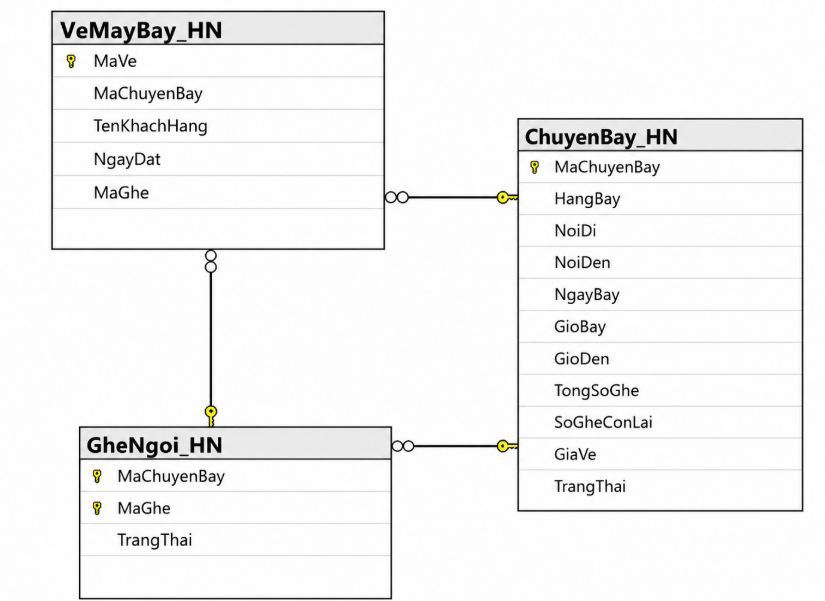 VeMayBay_HN
MaVe
MaChuyenBay
TenKhachHang
NgayDat
MaGhe
ChuyenBay_HN
MaChuyenBay
HangBay
NoiDi
NoiDen
NgayBay
GioBay
GioDen
TongSoGhe
SoGheConLai
GiaVe
TrangThai
GheNgoi_HN
MaChuyenBay
MaGhe
TrangThai